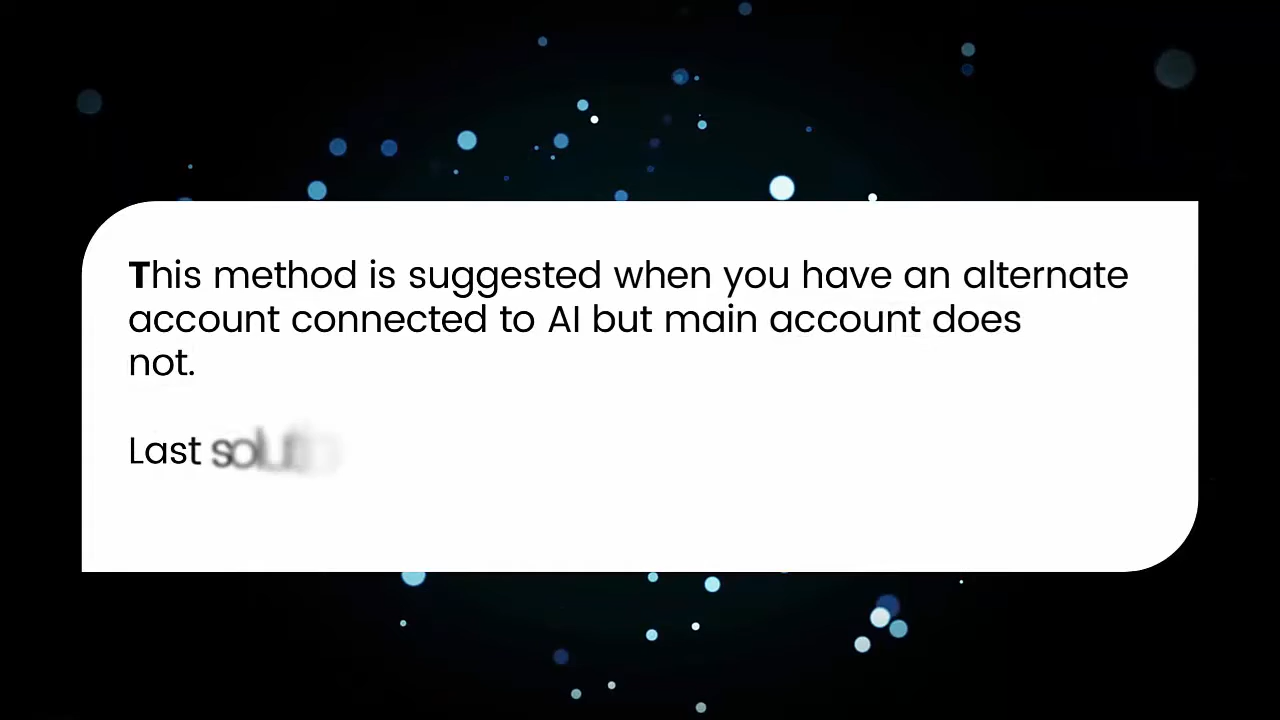 This method is suggested when you have an alternate
account connected to AI but main account does
not.
Last